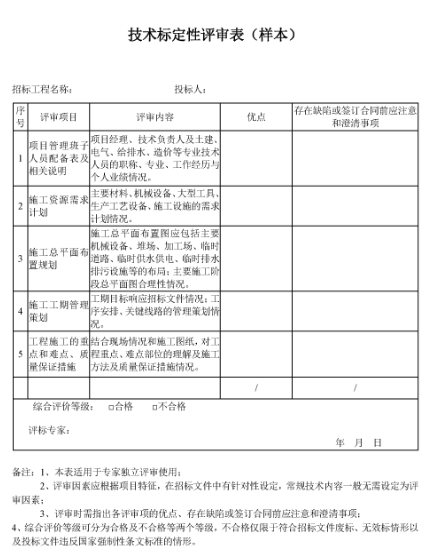 技术标定性评审表（样本）
招标工程名称： 投标人：
序号 评审项目 评审内容 优点 存在缺陷或签订合同前应注意和澄清事项
1 项目管理班子人员配备表及相关说明 项目经理、技术负责人及土建、电气、给排水、造价等专业技术人员的职称、专业、工作经历与个人业绩情况。
2 施工资源需求计划 主要材料、机械设备、大型工具、生产工艺设备、施工设施的需求计划情况。
3 施工总平面布置规划 施工总平面布置图应包括主要机械设备、堆场、加工场、临时道路、临时供水供电、临时排水排污设施等的布局；主要施工阶段总平面图合理性情况。
4 施工工期管理策划 工期目标响应招标文件情况；工序安排、关键线路的管理策划情况。
5 工程施工的重点和难点、质量保证措施 结合现场情况和施工图纸，对工程重点、难点部位的理解及施工方法及质量保证措施情况。
/ /
综合评价等级： □合格 □不合格
评标专家：
年 月 日
备注：1、本表适用于专家独立评审使用；
2、评审因素应根据项目特征，在招标文件中有针对性设定，常规技术内容一般无需设定为评
审因素；
3、评审时需指出各评审项的优点、存在缺陷或签订合同前应注意和澄清事项；
4、综合评价等级可分为合格及不合格等两个等级，不合格仅限于符合招标文件废标、无效标情形以
及投标文件违反国家强制性条文标准的情形。